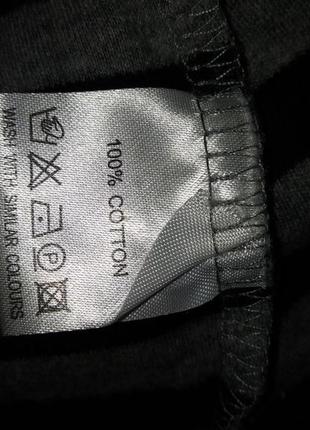 100% COTTON
P
WASH WITH SIMILAR COLOURS